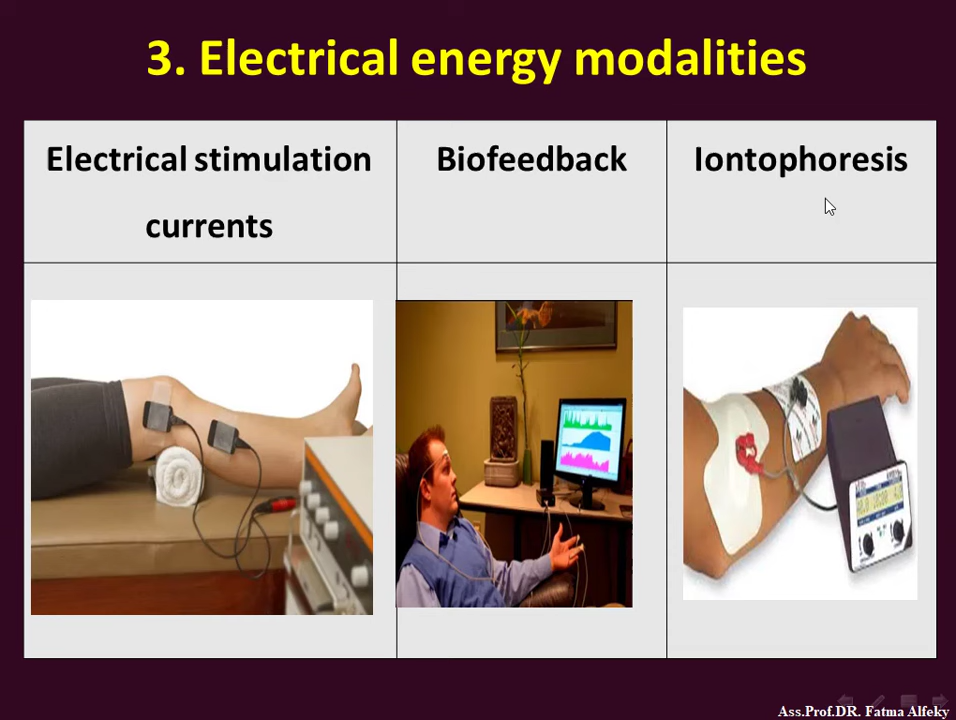 3. Electrical energy modalities
Electrical stimulation
currents
Biofeedback
Iontophoresis
Ass.Prof.DR. Fatma Alfeky